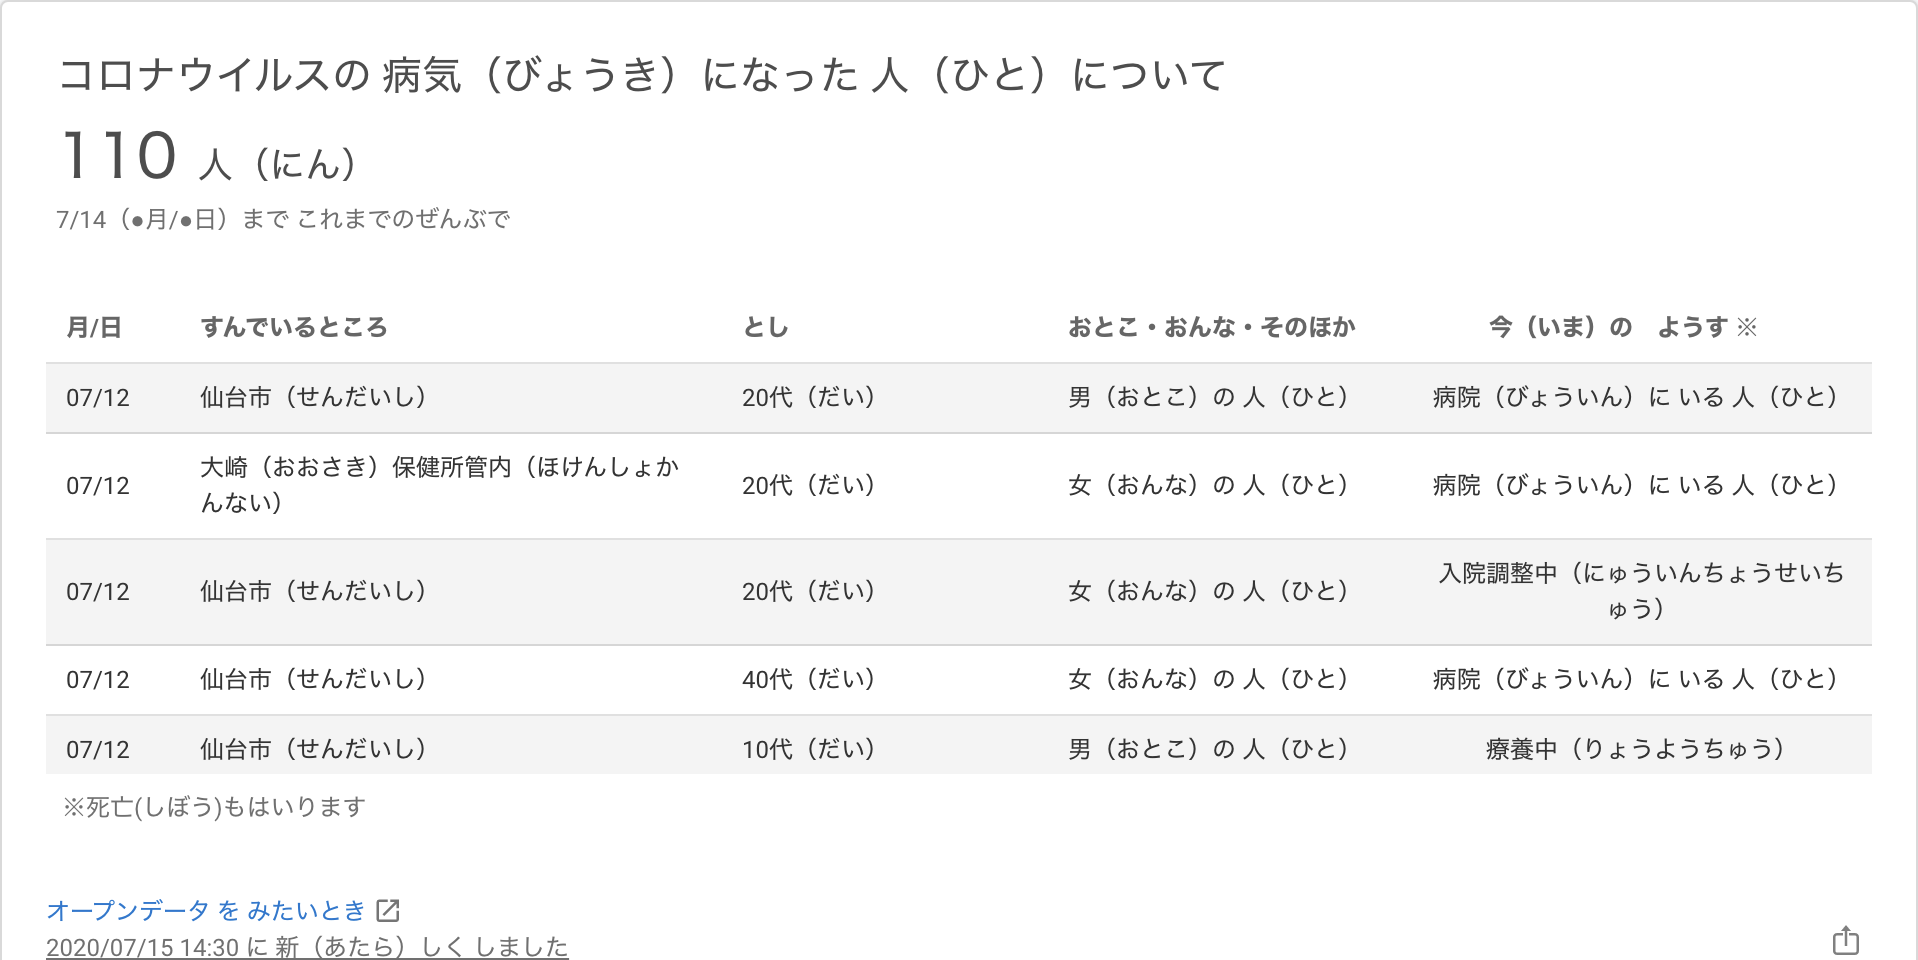 コロナウイルスの 病気（びょうき）になった 人（ひと）について
110 人（にん）
7/14（●月/●日）まで これまでのぜんぶで
月/日 すんでいるところ とし おとこ・おんな・そのほか 今（いま）の　ようす ※
07/12 仙台市（せんだいし） 20代（だい） 男（おとこ）の 人（ひと） 病院（びょういん）に いる 人（ひと）
07/12 大崎（おおさき）保健所管内（ほけんしょか
んない） 20代（だい） 女（おんな）の 人（ひと） 病院（びょういん）に いる 人（ひと）
07/12 仙台市（せんだいし） 20代（だい） 女（おんな）の 人（ひと） 入院調整中（にゅういんちょうせいち
ゅう）
07/12 仙台市（せんだいし） 40代（だい） 女（おんな）の 人（ひと） 病院（びょういん）に いる 人（ひと）
07/12 仙台市（せんだいし） 10代（だい） 男（おとこ）の 人（ひと） 療養中（りょうようちゅう）
※死亡(しぼう)もはいります
オープンデータ を みたいとき
2020/07/15 14:30 に 新（あたら）しく しました